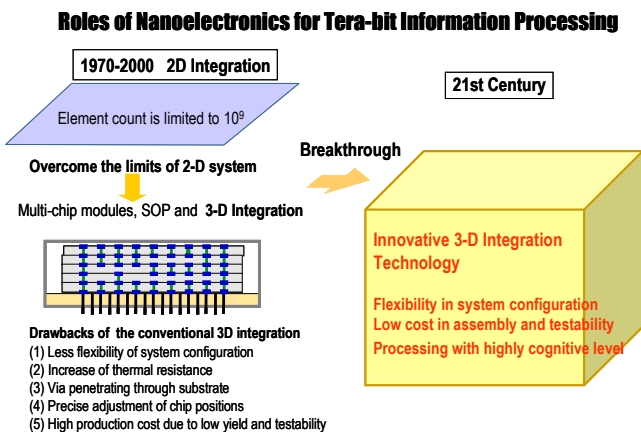 Roles of Nanoelectronics for Tera-bit Information Processing
1970-2000 2D Integration
Element count is limited to 10⁹
Overcome the limits of 2-D system
Multi-chip modules, SOP and 3-D Integration
Drawbacks of the conventional 3D integration
(1) Less flexibility of system configuration
(2) Increase of thermal resistance
(3) Via penetrating through substrate
(4) Precise adjustment of chip positions
(5) High production cost due to low yield and testability
Breakthrough
21st Century
Innovative 3-D Integration
Technology
Flexibility in system configuration
Low cost in assembly and testability
Processing with highly cognitive level